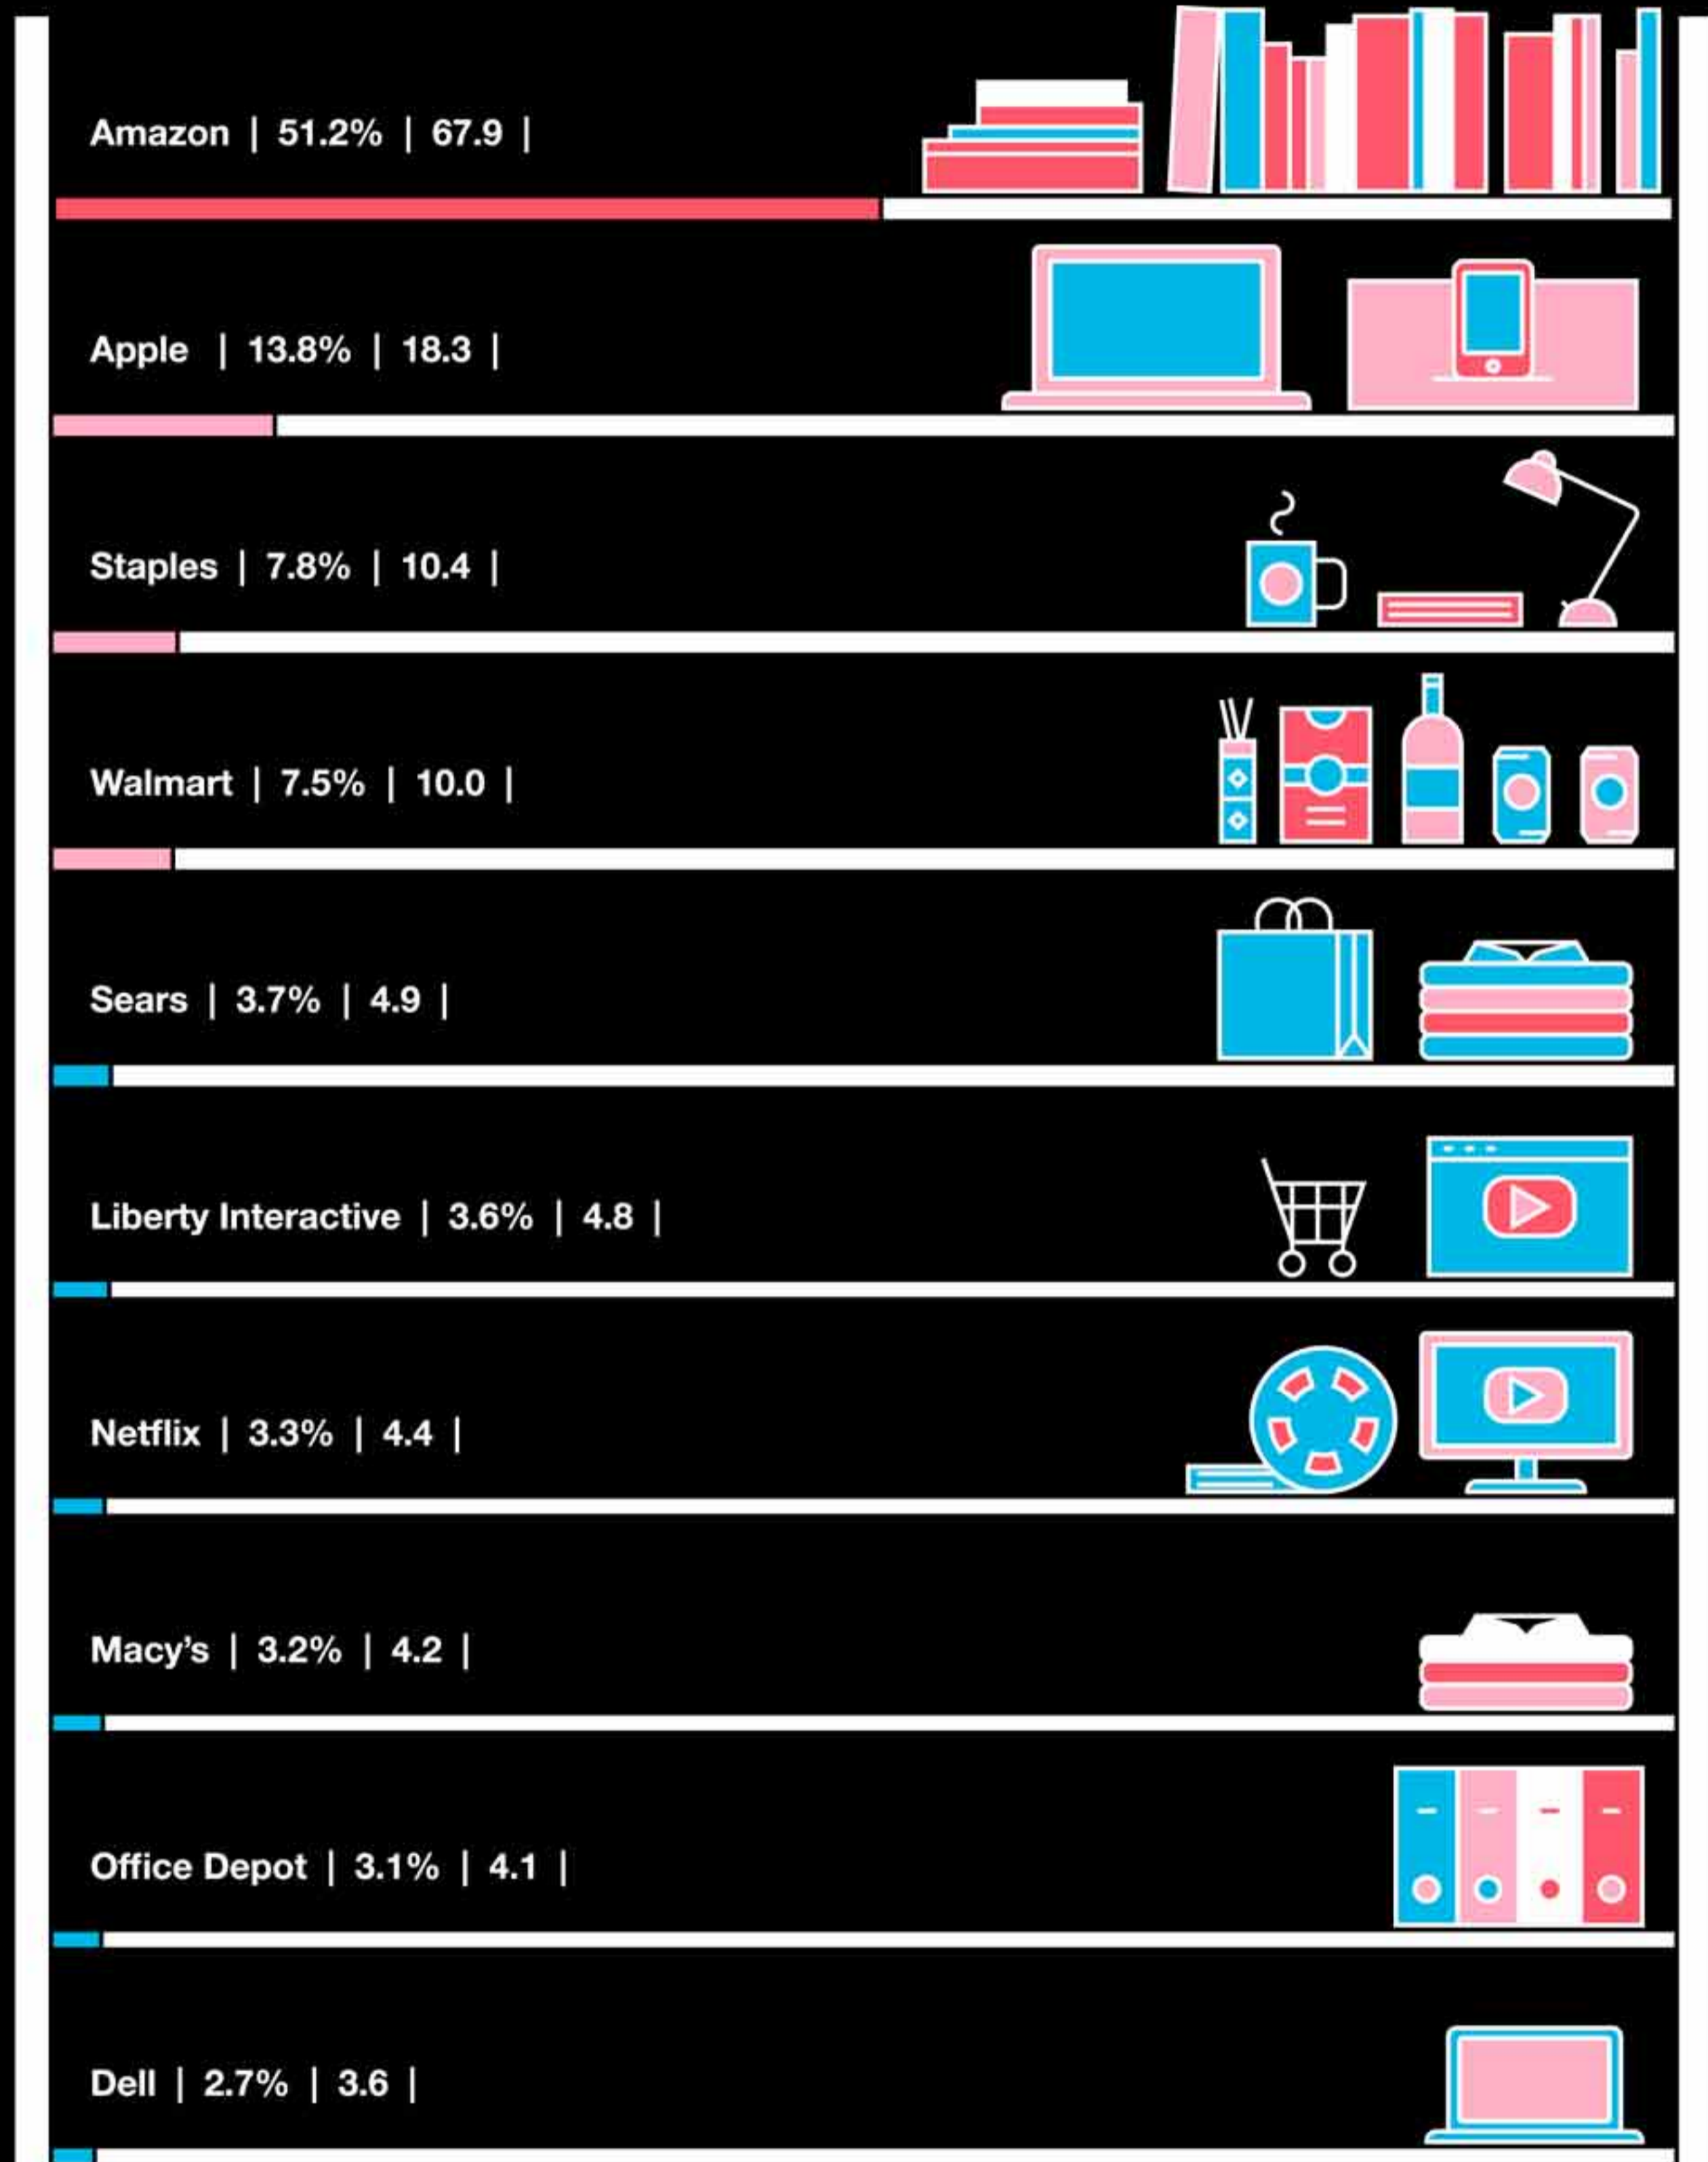 Amazon | 51.2% | 67.9 |
Apple | 13.8% | 18.3 |
Staples | 7.8% | 10.4 |
Walmart | 7.5% | 10.0 |
Sears | 3.7% | 4.9 |
Liberty Interactive | 3.6% | 4.8 |
Netflix | 3.3% | 4.4 |
Macy’s | 3.2% | 4.2 |
Office Depot | 3.1% | 4.1 |
Dell | 2.7% | 3.6 |